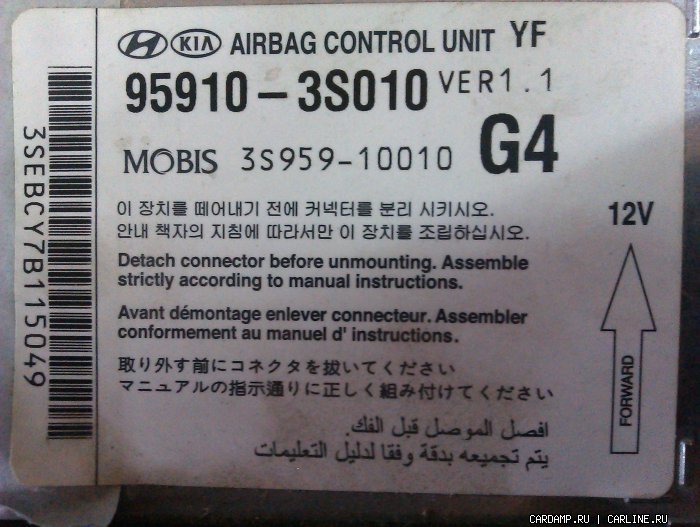 HYUNDAI KIA AIRBAG CONTROL UNIT YF
95910-3S010 VER1.1
MOBIS 3S959-10010 G4
이 장치를 떼어내기 전에 커넥터를 분리 시키시오.
안내 책자의 지침에 따라서만 이 장치를 조립하십시오.
12V
Detach connector before unmounting. Assemble
strictly according to manual instructions.
Avant démontage enlever connecteur. Assembler
conformement au manuel d' instructions.
取り外す前にコネクタを抜いてください
マニュアルの指示通りに正しく組み付けてください
افصل الموصل قبل الفك.
يتم تجميعه بدقة وفقا لدليل التعليمات
FORWARD
3SEBCY7B115049
CARDAMP.RU | CARLINE.RU